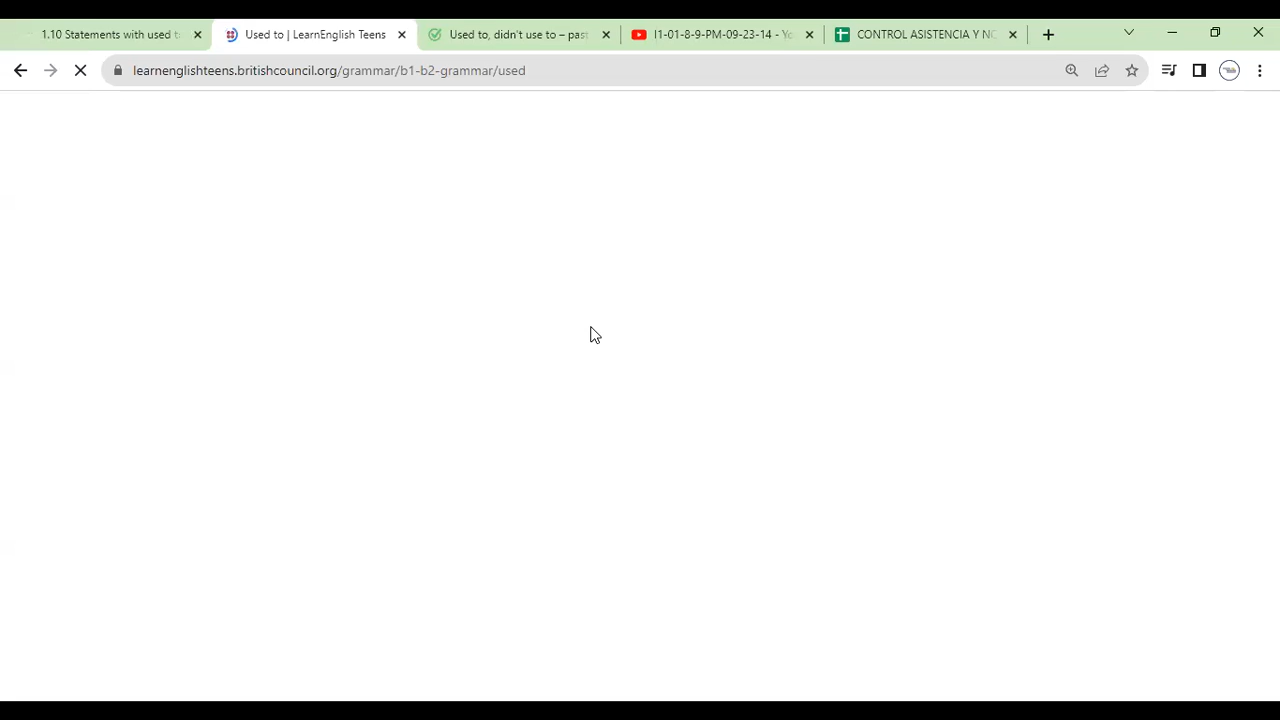 1.10 Statements with used t
Used to | LearnEnglish Teens
Used to, didn't use to – past
I1-01-8-9-PM-09-23-14 - Yo
CONTROL ASISTENCIA Y NO
learnenglishteens.britishcouncil.org/grammar/b1-b2-grammar/used